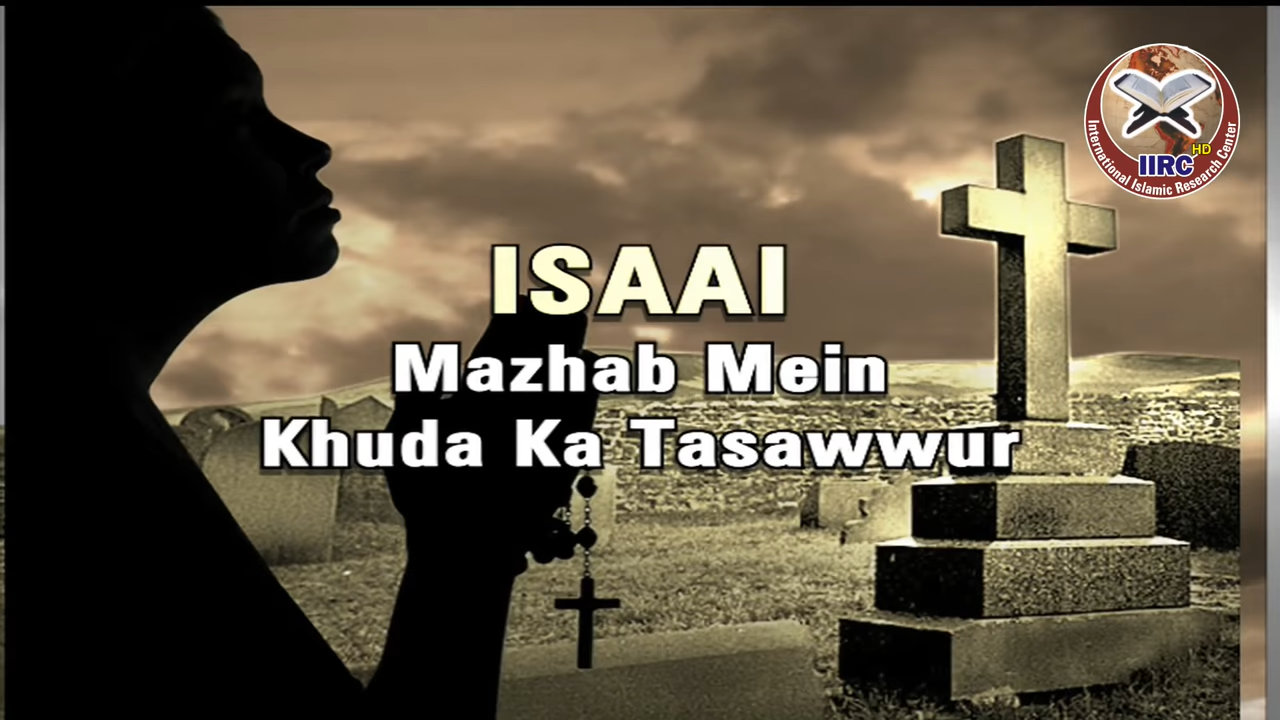 ISAAI
Mazhab Mein
Khuda Ka Tasawwur
HD
IIRC
International Islamic Research Center